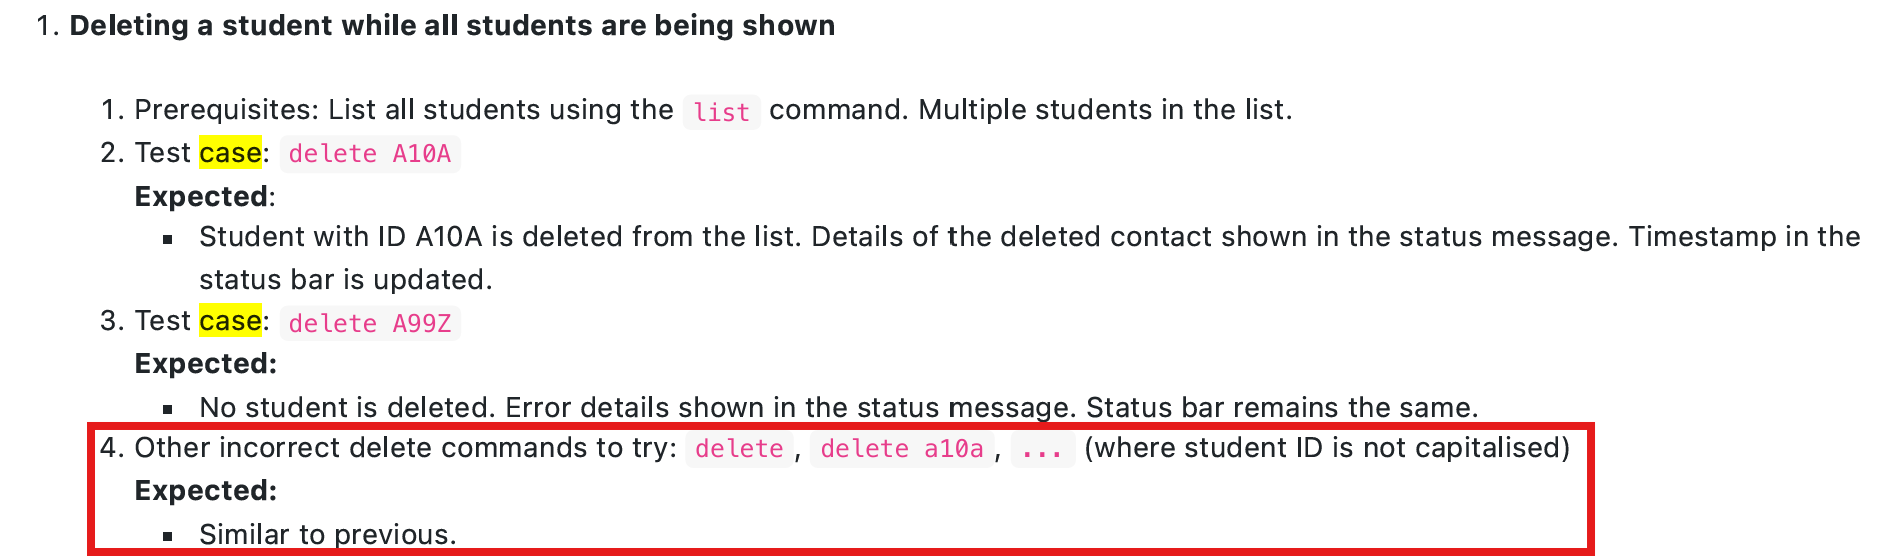 1. Deleting a student while all students are being shown
1. Prerequisites: List all students using the list command. Multiple students in the list.
2. Test case: delete A10A
Expected:
▪ Student with ID A10A is deleted from the list. Details of the deleted contact shown in the status message. Timestamp in the
status bar is updated.
3. Test case: delete A99Z
Expected:
▪ No student is deleted. Error details shown in the status message. Status bar remains the same.
4. Other incorrect delete commands to try: delete, delete a10a, ... (where student ID is not capitalised)
Expected:
▪ Similar to previous.